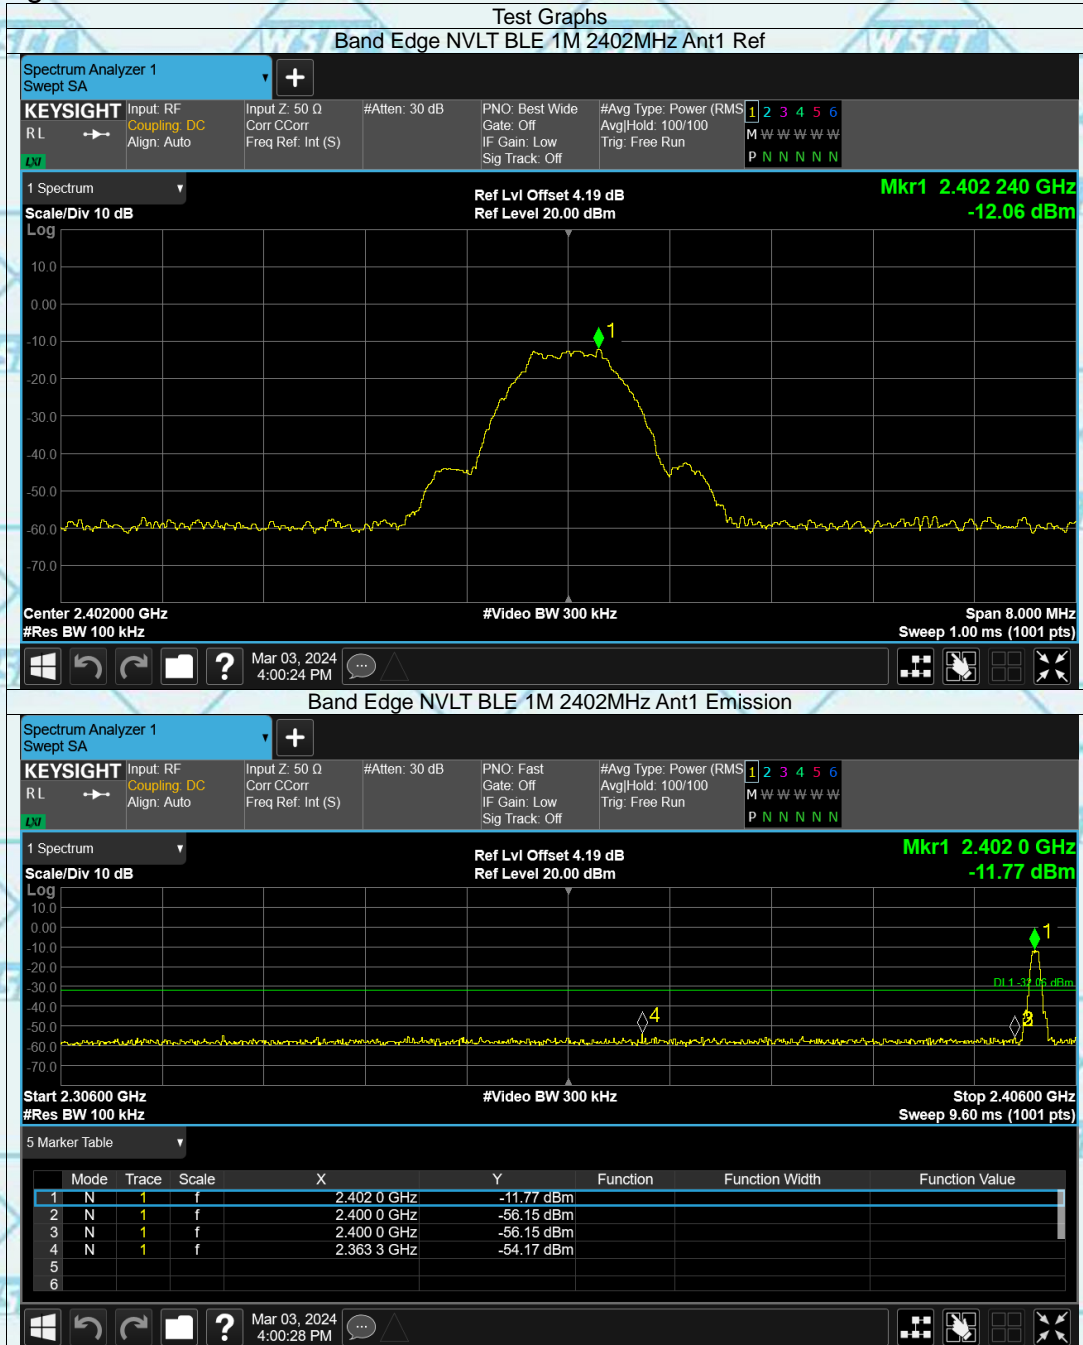 Test Graphs
Band Edge NVLT BLE 1M 2402MHz Ant1 Ref
Spectrum Analyzer 1
Swept SA
KEYSIGHT Input: RF Input Z: 50 Ω #Atten: 30 dB PNO: Best Wide #Avg Type: Power (RMS 1 2 3 4 5 6
RL Coupling: DC Corr CCorr Gate: Off Avg|Hold: 100/100 M W W W W W
Align: Auto Freq Ref: Int (S) IF Gain: Low Trig: Free Run
LXI Sig Track: Off P N N N N N
1 Spectrum Ref Lvl Offset 4.19 dB Mkr1 2.402 240 GHz
Scale/Div 10 dB Ref Level 20.00 dBm -12.06 dBm
Log
10.0
0.00
1
-10.0
-20.0
-30.0
-40.0
-50.0
-60.0
-70.0
Center 2.402000 GHz #Video BW 300 kHz Span 8.000 MHz
#Res BW 100 kHz Sweep 1.00 ms (1001 pts)
? Mar 03, 2024
4:00:24 PM
Band Edge NVLT BLE 1M 2402MHz Ant1 Emission
Spectrum Analyzer 1
Swept SA
KEYSIGHT Input: RF Input Z: 50 Ω #Atten: 30 dB PNO: Fast #Avg Type: Power (RMS 1 2 3 4 5 6
RL Coupling: DC Corr CCorr Gate: Off Avg|Hold: 100/100 M W W W W W
Align: Auto Freq Ref: Int (S) IF Gain: Low Trig: Free Run
LXI Sig Track: Off P N N N N N
1 Spectrum Ref Lvl Offset 4.19 dB Mkr1 2.402 0 GHz
Scale/Div 10 dB Ref Level 20.00 dBm -11.77 dBm
Log
10.0
0.00
1
-10.0
-20.0
DL1 -32.06 dBm
-30.0
-40.0
4
-50.0
-60.0
-70.0
Start 2.30600 GHz #Video BW 300 kHz Stop 2.40600 GHz
#Res BW 100 kHz Sweep 9.60 ms (1001 pts)
5 Marker Table
Mode Trace Scale X Y Function Function Width Function Value
1 N 1 f 2.402 0 GHz -11.77 dBm
2 N 1 f 2.400 0 GHz -56.15 dBm
3 N 1 f 2.400 0 GHz -56.15 dBm
4 N 1 f 2.363 3 GHz -54.17 dBm
5
6
? Mar 03, 2024
4:00:28 PM